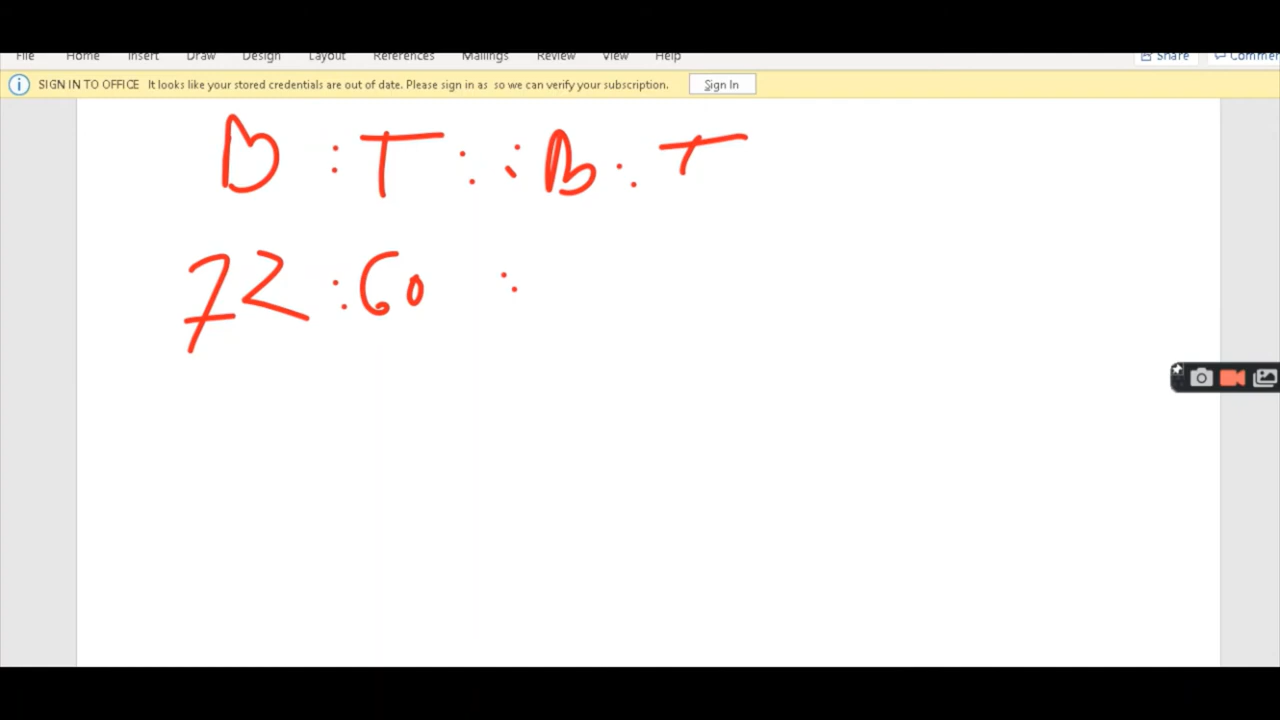 File Home Insert Draw Design Layout References Mailings Review View Help Share Commen
SIGN IN TO OFFICE It looks like your stored credentials are out of date. Please sign in as so we can verify your subscription. Sign In
B : T : : B : T
72 : 60 :